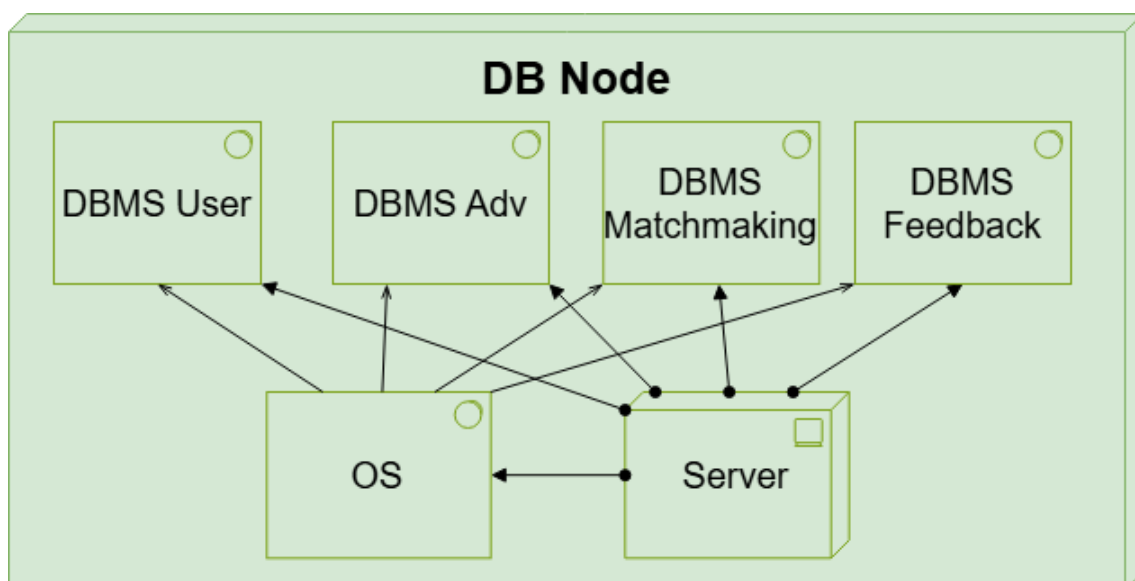 DB Node
DBMS User
DBMS Adv
DBMS
Matchmaking
DBMS
Feedback
OS
Server